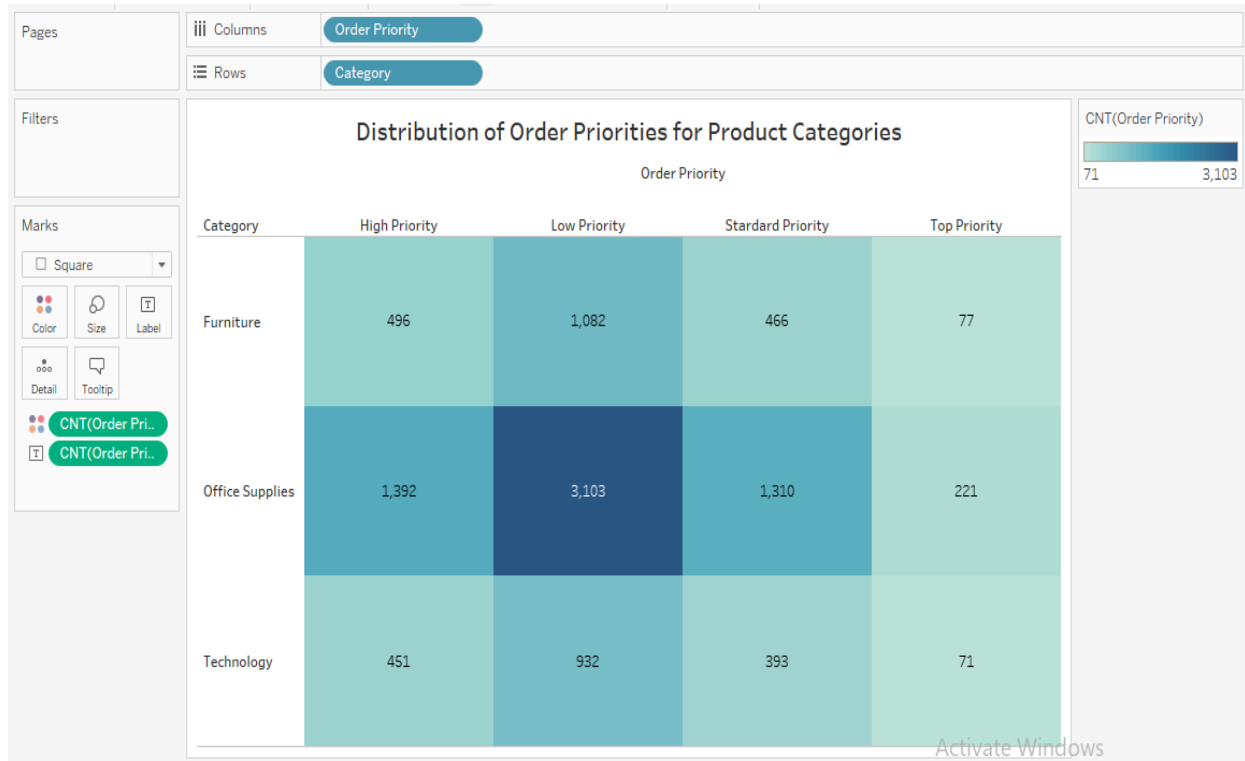 Pages
Columns Order Priority
Rows Category
Filters
Distribution of Order Priorities for Product Categories
CNT(Order Priority)
71 3,103
Order Priority
Marks
Category High Priority Low Priority Stardard Priority Top Priority
Square
Color Size Label
Furniture 496 1,082 466 77
Detail Tooltip
CNT(Order Pri..
CNT(Order Pri..
Office Supplies 1,392 3,103 1,310 221
Technology 451 932 393 71
Activate Windows